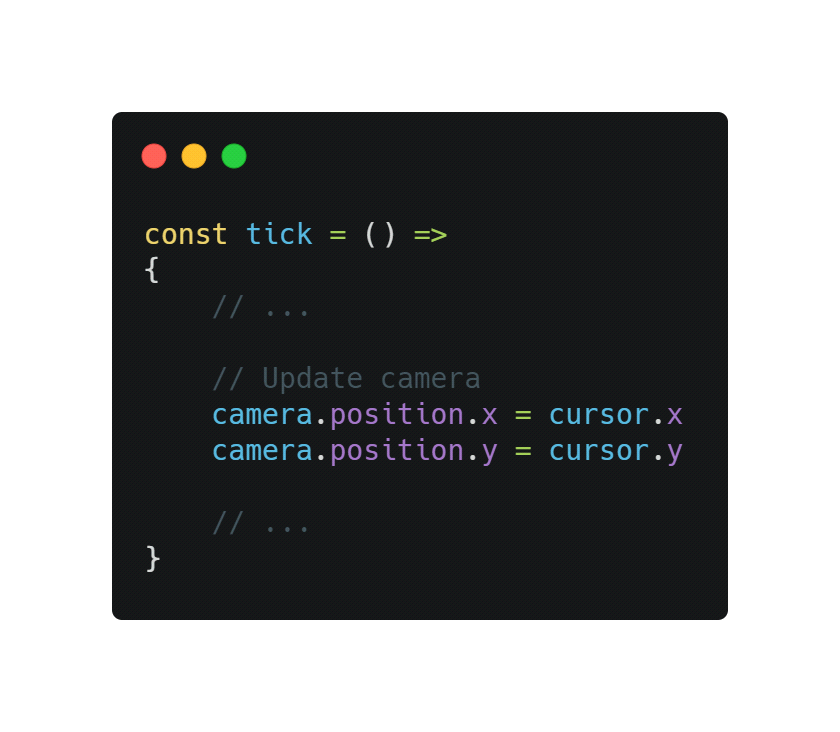 const tick = () =>
{
    // ...

    // Update camera
    camera.position.x = cursor.x
    camera.position.y = cursor.y

    // ...
}